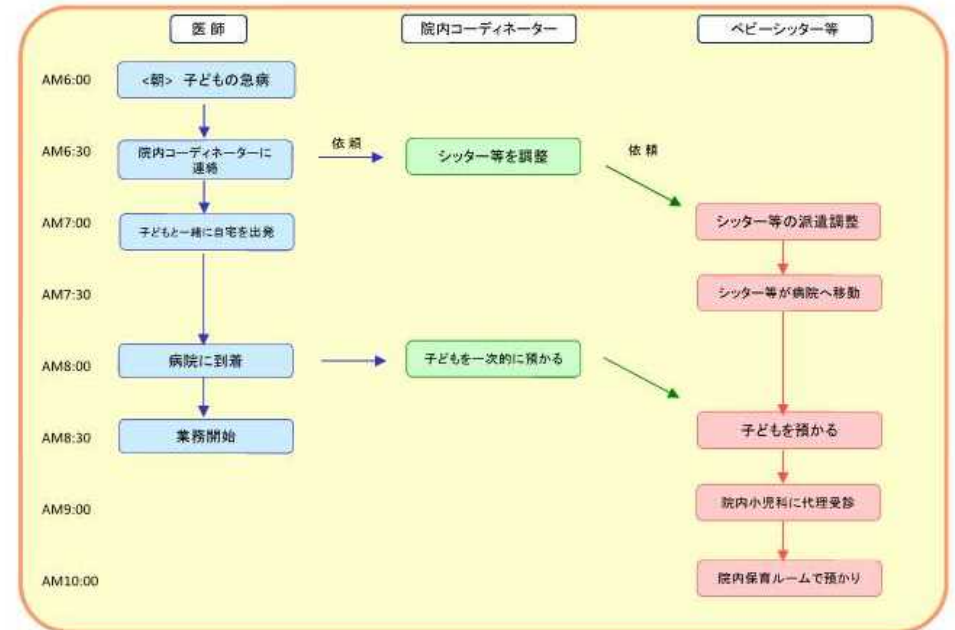 医師
院内コーディネーター
ベビーシッター等
AM6:00
<朝> 子どもの急病
AM6:30
院内コーディネーターに
連絡
依頼
シッター等を調整
依頼
AM7:00
子どもと一緒に自宅を出発
シッター等の派遣調整
AM7:30
シッター等が病院へ移動
AM8:00
病院に到着
子どもを一次的に預かる
AM8:30
業務開始
子どもを預かる
AM9:00
院内小児科に代理受診
AM10:00
院内保育ルームで預かり